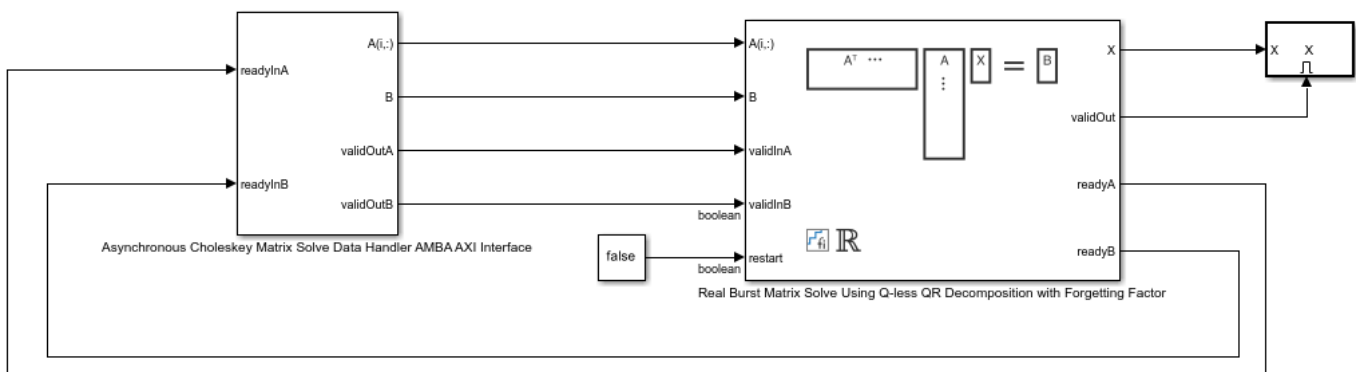 readyInA
readyInB
A(i,:)
B
validOutA
validOutB
Asynchronous Choleskey Matrix Solve Data Handler AMBA AXI Interface
false
boolean
boolean
A(i,:)
B
validInA
validInB
restart
Aᵀ ⋯
A
⋮
X
=
B
fi
ℝ
X
validOut
readyA
readyB
Real Burst Matrix Solve Using Q-less QR Decomposition with Forgetting Factor
X X